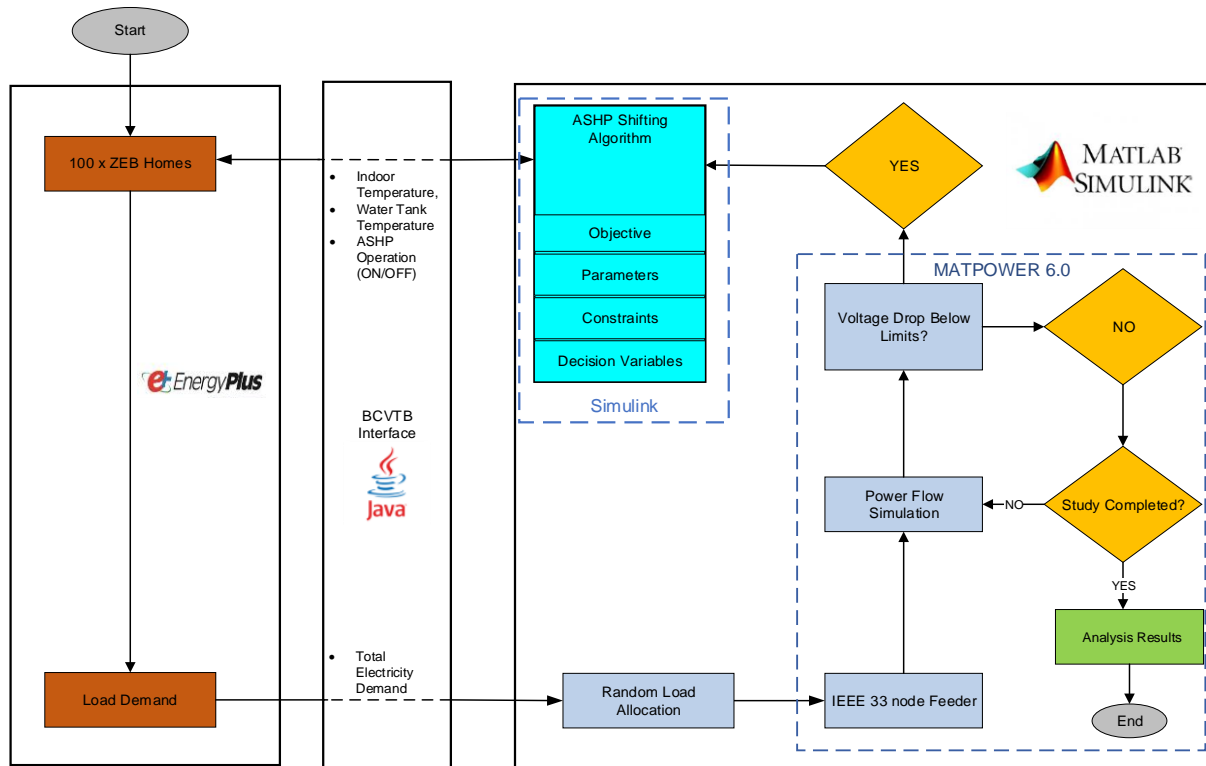 Start
100 x ZEB Homes
EnergyPlus
Load Demand
• Indoor
Temperature,
• Water Tank
Temperature
• ASHP
Operation
(ON/OFF)
BCVTB
Interface
Java
• Total
Electricity
Demand
ASHP Shifting
Algorithm
Objective
Parameters
Constraints
Decision Variables
Simulink
YES
MATLAB
SIMULINK
MATPOWER 6.0
Voltage Drop Below
Limits?
NO
Power Flow
Simulation
NO
Study Completed?
YES
Analysis Results
Random Load
Allocation
IEEE 33 node Feeder
End